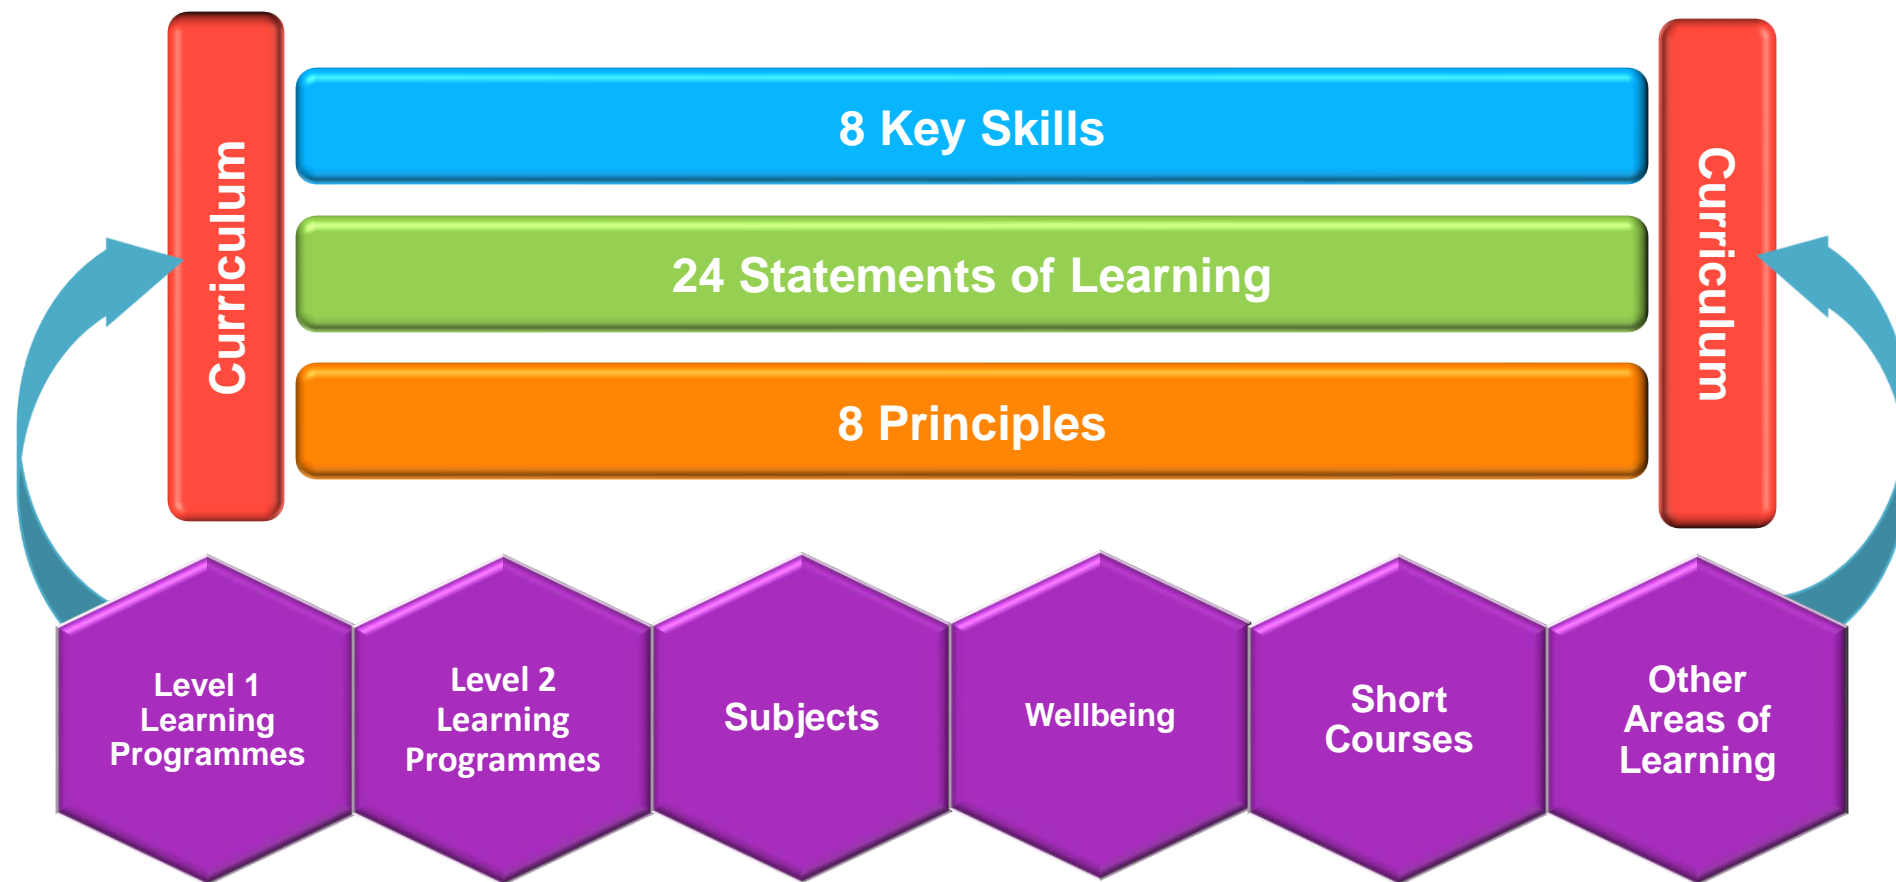 Curriculum
8 Key Skills
24 Statements of Learning
8 Principles
Curriculum
Level 1
Learning
Programmes
Level 2
Learning
Programmes
Subjects
Wellbeing
Short
Courses
Other
Areas of
Learning